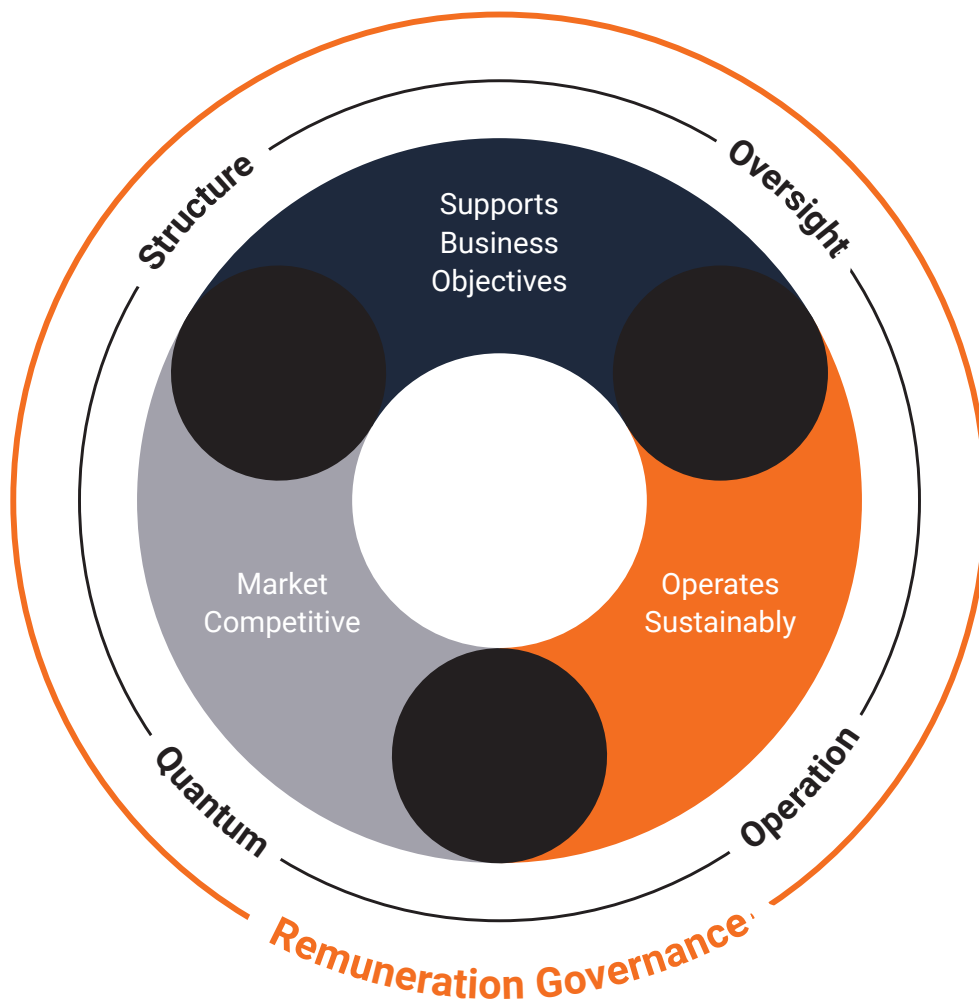 Structure
Oversight
Supports
Business
Objectives
Market
Competitive
Operates
Sustainably
Quantum
Operation
Remuneration Governance